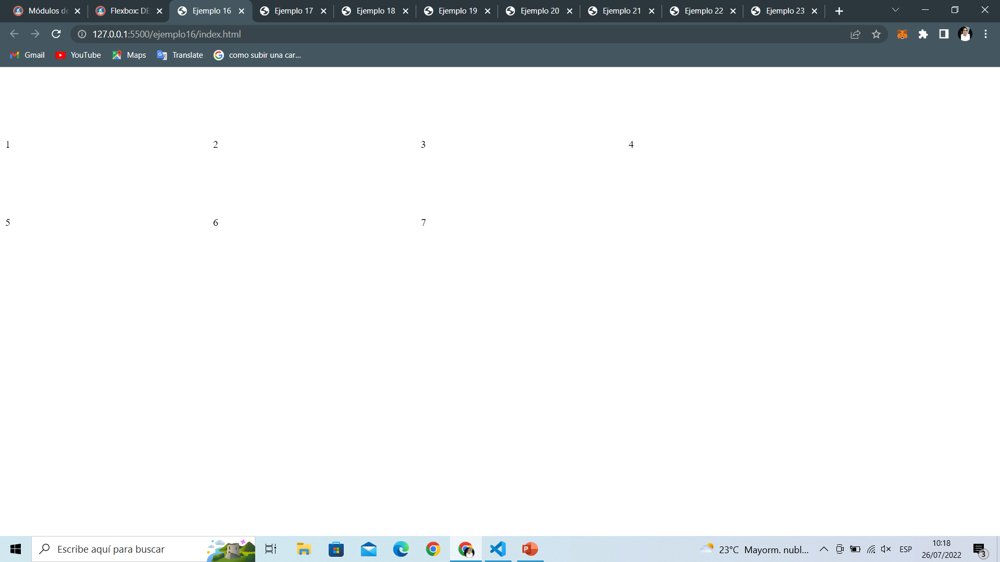 Módulos de Flexbox: DE Ejemplo 16 Ejemplo 17 Ejemplo 18 Ejemplo 19 Ejemplo 20 Ejemplo 21 Ejemplo 22 Ejemplo 23
127.0.0.1:5500/ejemplo16/index.html
Gmail YouTube Maps Translate como subir una car...
1 2 3 4
5 6 7
Escribe aquí para buscar 23°C Mayorm. nubl... ESP 10:18
26/07/2022 3